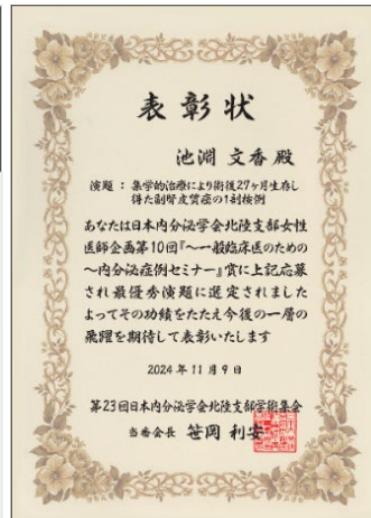 表彰状
池淵 文香 殿
演題 : 集学的治療により術後27ヶ月生存し
得た副腎皮質癌の1剖検例
あなたは日本内分泌学会北陸支部女性
医師企画第10回『～一般臨床医のための
～内分泌症例セミナー』賞に上記応募
され最優秀演題に選定されました
よってその功績をたたえ今後の一層の
飛躍を期待して表彰いたします
2024年11月9日
第23回日本内分泌学会北陸支部学術集会
当番会長 笹岡 利安